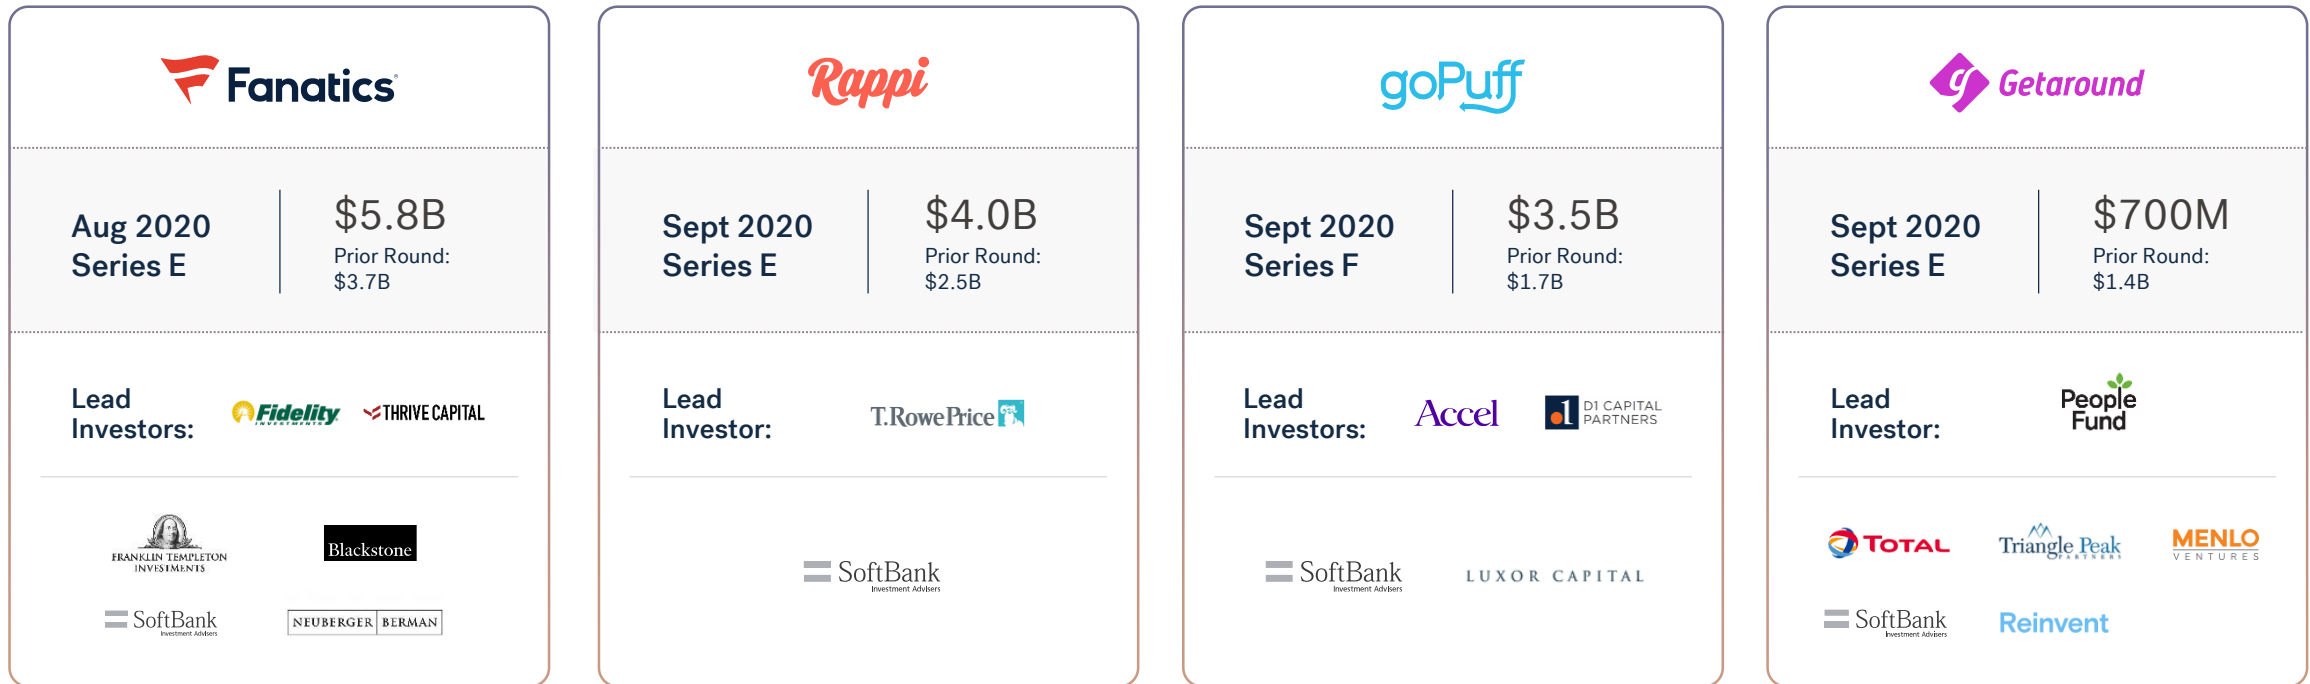 Fanatics
Aug 2020
Series E
$5.8B
Prior Round:
$3.7B
Lead
Investors:
Fidelity
INVESTMENTS
THRIVE CAPITAL
FRANKLIN TEMPLETON
INVESTMENTS
Blackstone
SoftBank
Investment Advisers
NEUBERGER BERMAN
Rappi
Sept 2020
Series E
$4.0B
Prior Round:
$2.5B
Lead
Investor:
T.RowePrice
SoftBank
Investment Advisers
goPuff
Sept 2020
Series F
$3.5B
Prior Round:
$1.7B
Lead
Investors:
Accel
D1 CAPITAL
PARTNERS
SoftBank
Investment Advisers
LUXOR CAPITAL
Getaround
Sept 2020
Series E
$700M
Prior Round:
$1.4B
Lead
Investor:
People
Fund
TOTAL
Triangle Peak
PARTNERS
MENLO
VENTURES
SoftBank
Investment Advisers
Reinvent